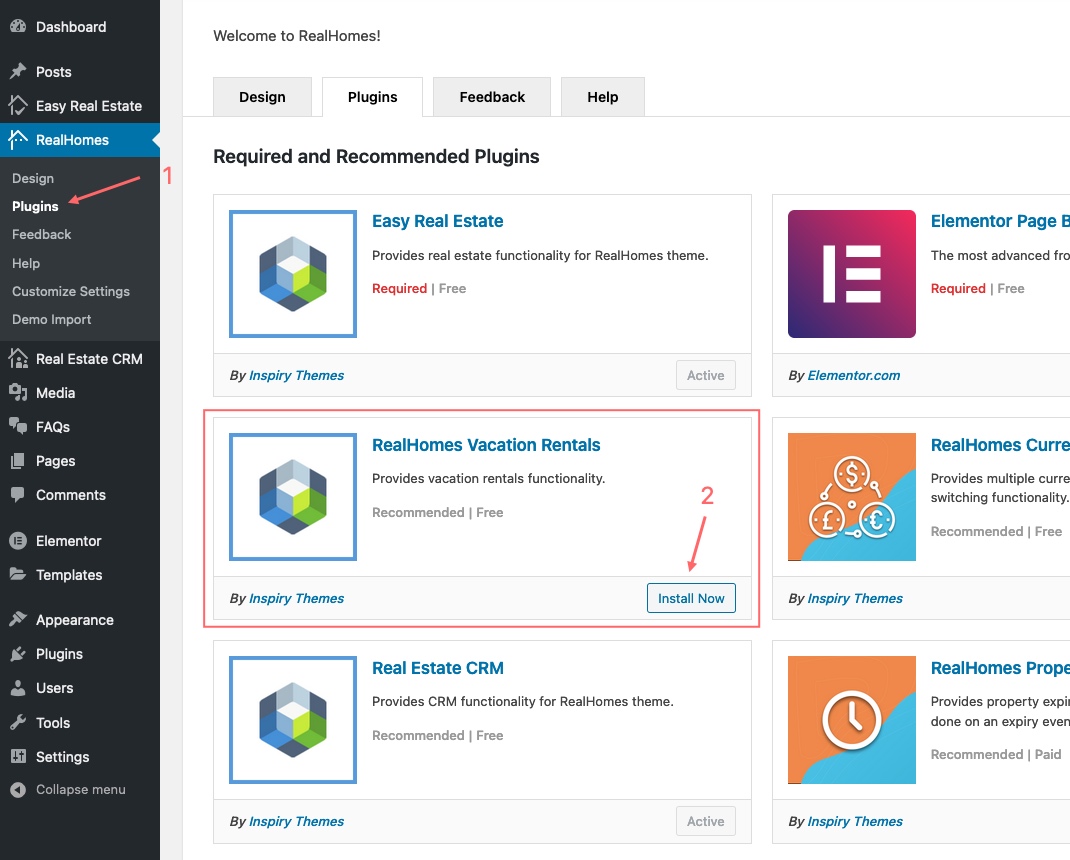 Dashboard
Posts
Easy Real Estate
RealHomes
Design
Plugins
Feedback
Help
Customize Settings
Demo Import
Real Estate CRM
Media
FAQs
Pages
Comments
Elementor
Templates
Appearance
Plugins
Users
Tools
Settings
Collapse menu
1
Welcome to RealHomes!
Design
Plugins
Feedback
Help
Required and Recommended Plugins
Easy Real Estate
Provides real estate functionality for RealHomes theme.
Required | Free
By Inspiry Themes
Active
Elementor Page B
The most advanced fro
Required | Free
By Elementor.com
RealHomes Vacation Rentals
Provides vacation rentals functionality.
Recommended | Free
2
By Inspiry Themes
Install Now
$
£
€
RealHomes Curre
Provides multiple curre
switching functionality.
Recommended | Free
By Inspiry Themes
Real Estate CRM
Provides CRM functionality for RealHomes theme.
Recommended | Free
By Inspiry Themes
Active
RealHomes Prope
Provides property expir
done on an expiry even
Recommended | Paid
By Inspiry Themes